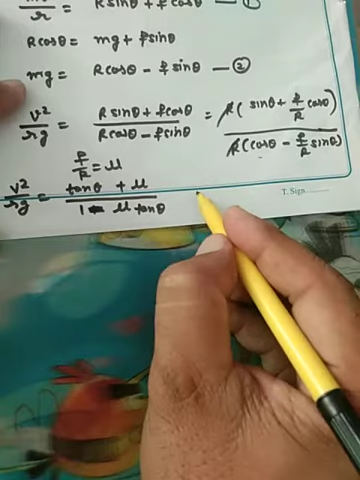 mv²/r = R sinθ + f cosθ — ①
R cosθ = mg + f sinθ
mg = R cosθ - f sinθ — ②
v²/rg = (R sinθ + f cosθ)/(R cosθ - f sinθ) = R(sinθ + f/R cosθ)/R(cosθ - f/R sinθ)
f/R = μ
v²/rg = (tanθ + μ)/(1 - μ tanθ)
T. Sign..........